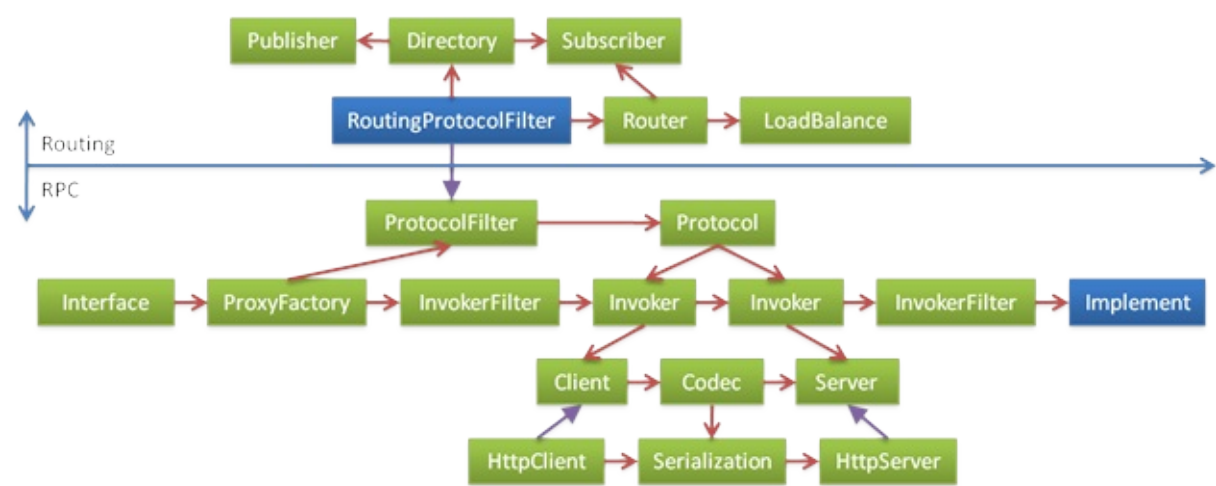 Publisher
Directory
Subscriber
RoutingProtocolFilter
Router
LoadBalance
Routing
RPC
ProtocolFilter
Protocol
Interface
ProxyFactory
InvokerFilter
Invoker
Invoker
InvokerFilter
Implement
Client
Codec
Server
HttpClient
Serialization
HttpServer